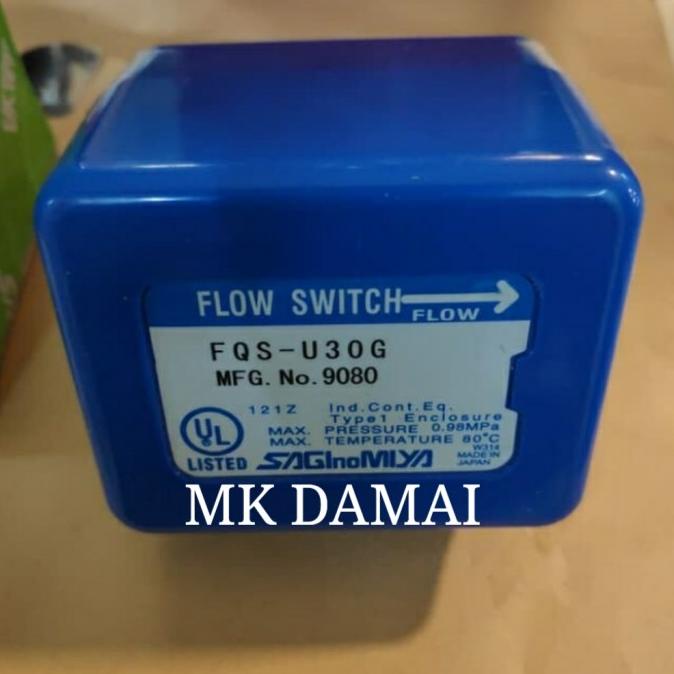 FLOW SWITCH
FLOW
FQS-U30G
MFG. No. 9080
121Z Ind.Cont.Eq.
Type1 Enclosure
MAX. PRESSURE 0.98MPa
MAX. TEMPERATURE 80°C
W314
UL
LISTED
SAGInoMIYA
MADE IN
JAPAN
MK DAMAI